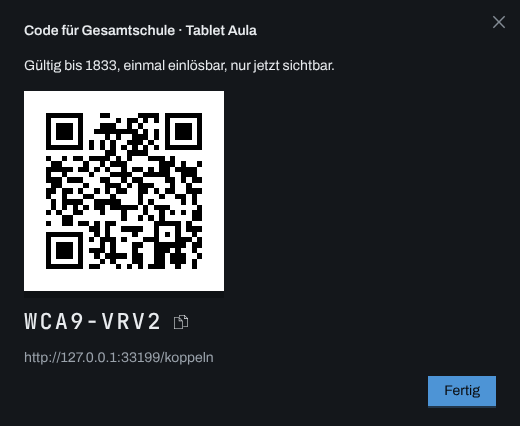 Code für Gesamtschule · Tablet Aula
Gültig bis 1833, einmal einlösbar, nur jetzt sichtbar.
WCA9-VRV2
http://127.0.0.1:33199/koppeln
Fertig